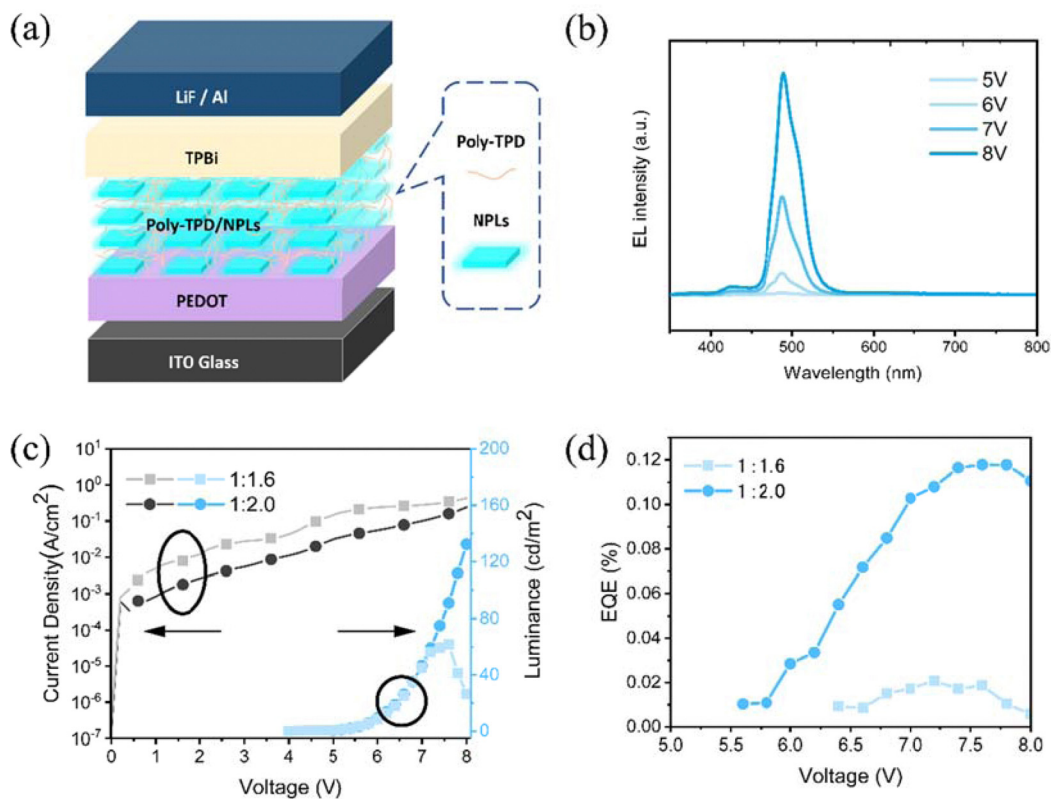 (a)
LiF / Al
TPBi
Poly-TPD/NPLs
PEDOT
ITO Glass
Poly-TPD
NPLs
(b)
EL intensity (a.u.)
5V
6V
7V
8V
400 500 600 700 800
Wavelength (nm)
(c)
Current Density(A/cm²)
10¹
10⁰
10⁻¹
10⁻²
10⁻³
10⁻⁴
10⁻⁵
10⁻⁶
10⁻⁷
1:1.6
1:2.0
200
160
120
80
40
0
Luminance (cd/m²)
0 1 2 3 4 5 6 7 8
Voltage (V)
(d)
EQE (%)
0.12
0.10
0.08
0.06
0.04
0.02
0.00
1:1.6
1:2.0
5.0 5.5 6.0 6.5 7.0 7.5 8.0
Voltage (V)